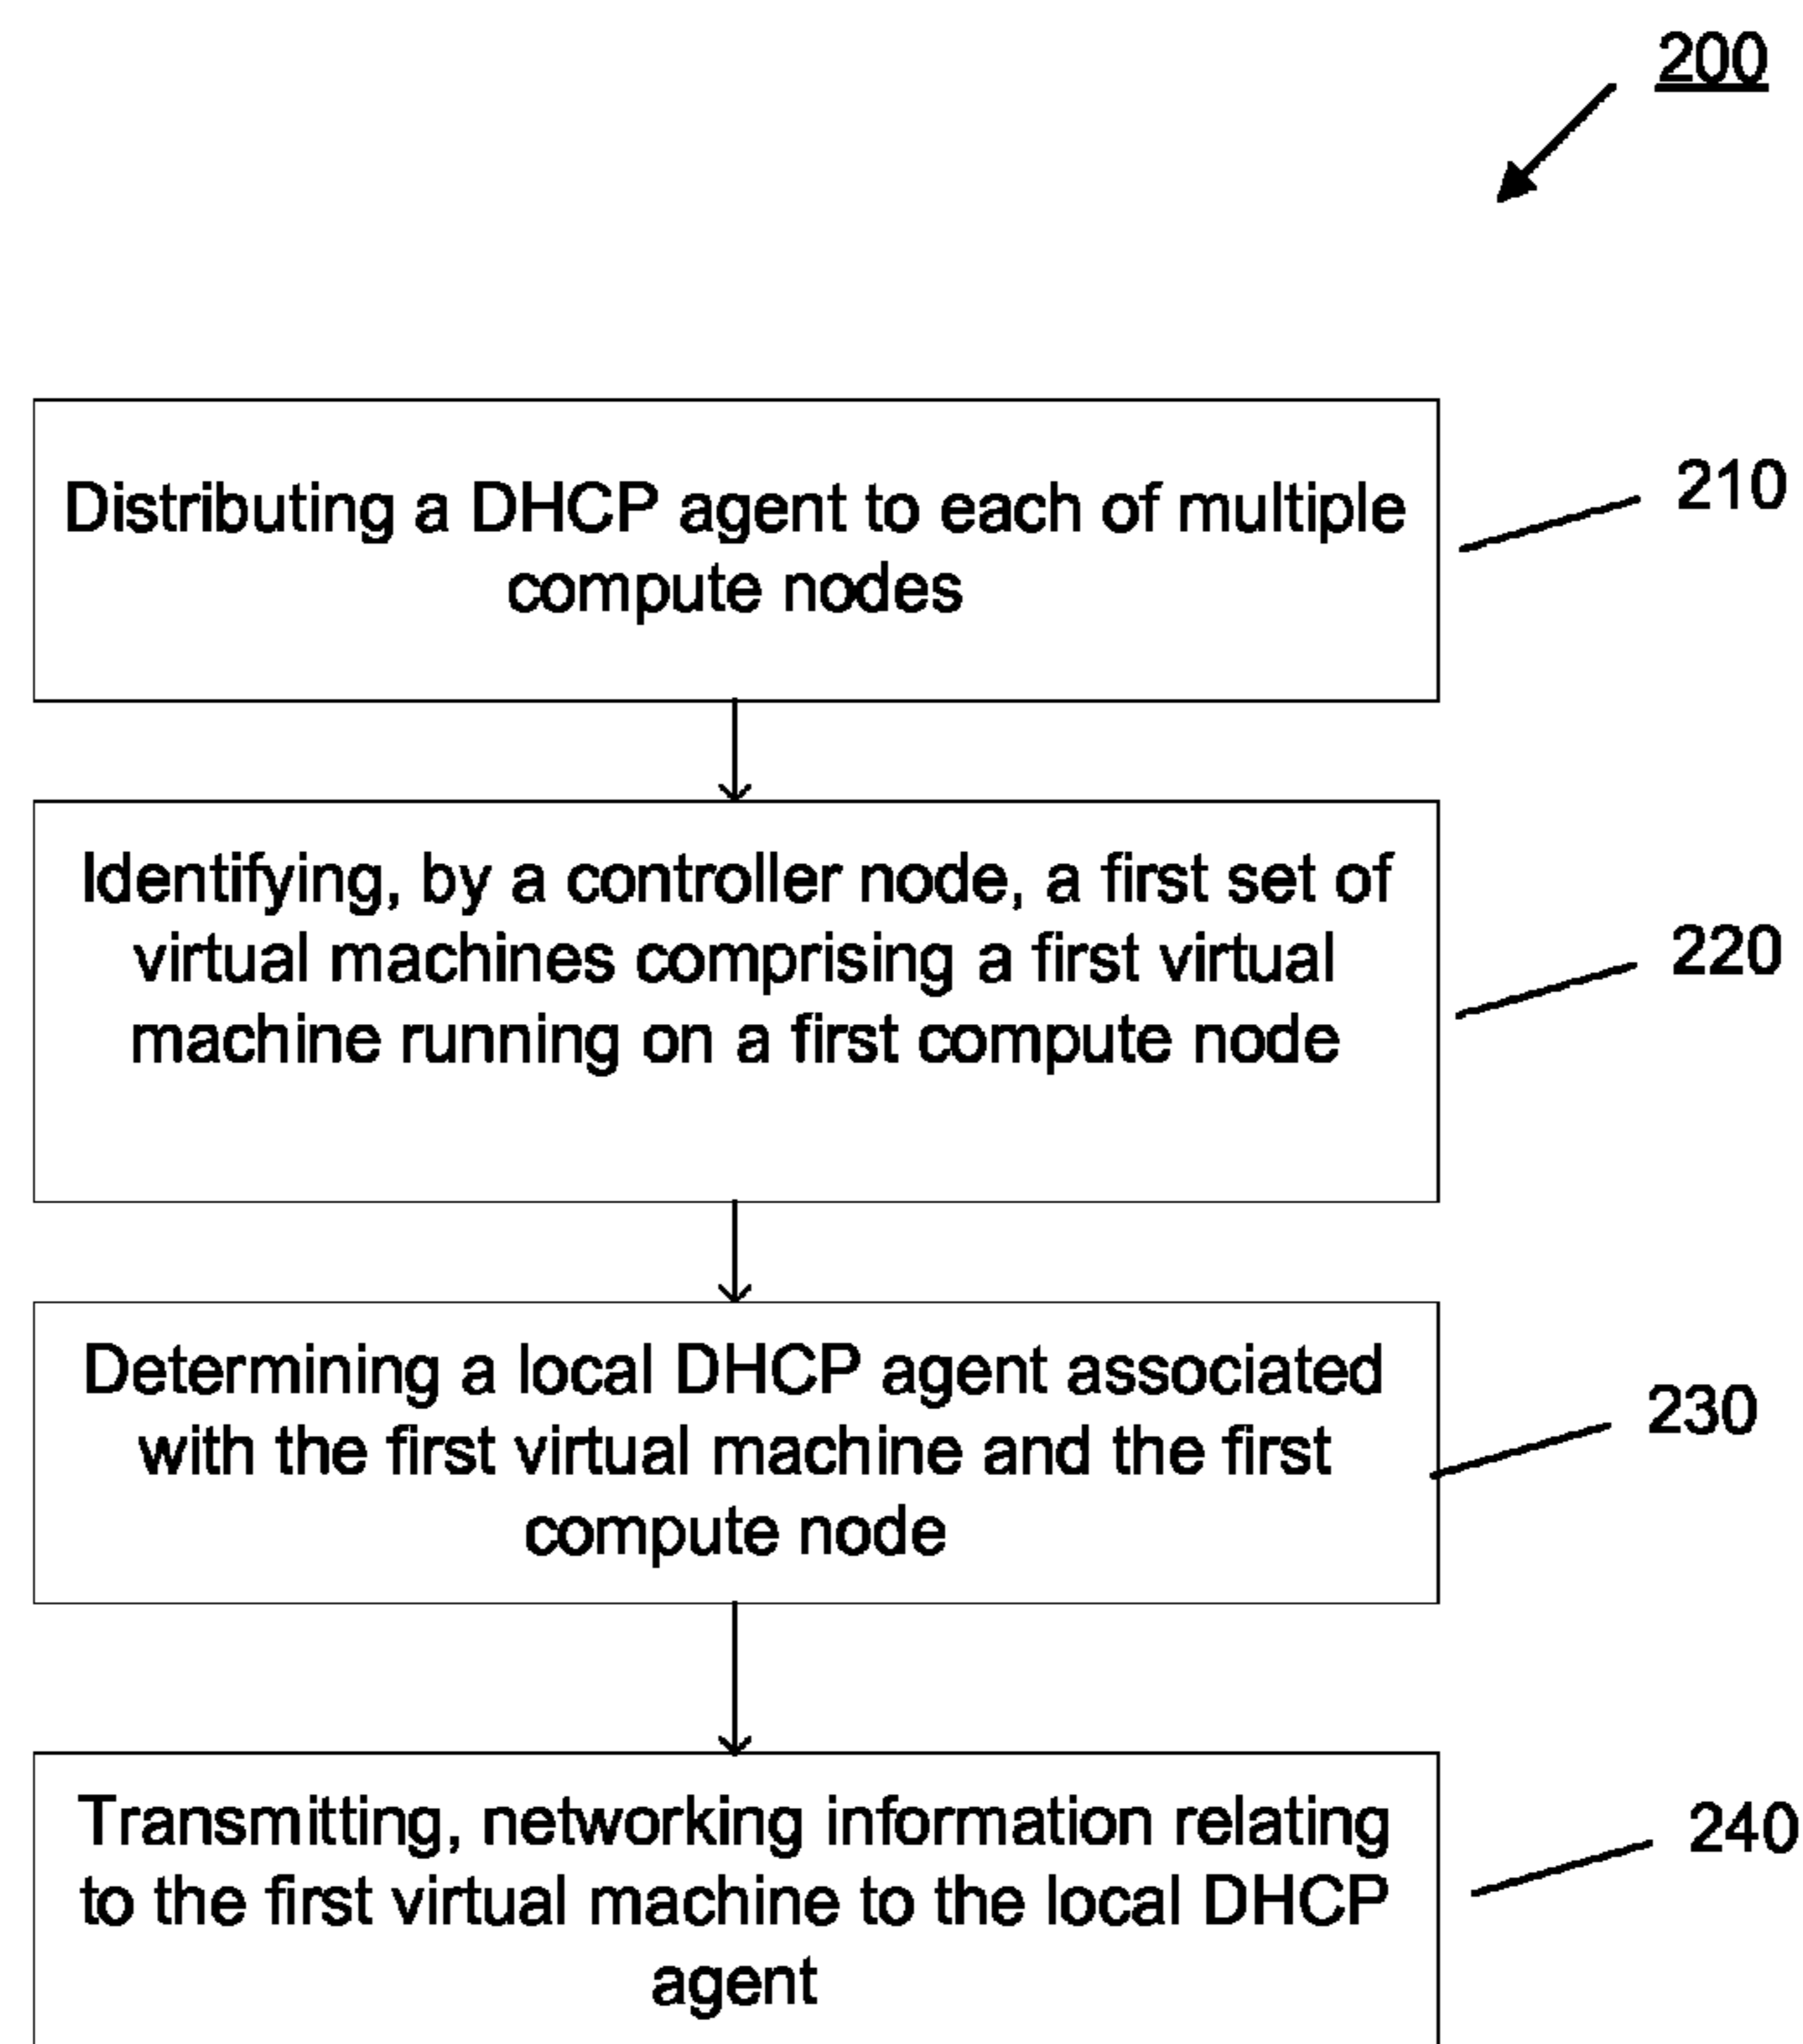 200
Distributing a DHCP agent to each of multiple
compute nodes
210
Identifying, by a controller node, a first set of
virtual machines comprising a first virtual
machine running on a first compute node
220
Determining a local DHCP agent associated
with the first virtual machine and the first
compute node
230
Transmitting, networking information relating
to the first virtual machine to the local DHCP
agent
240